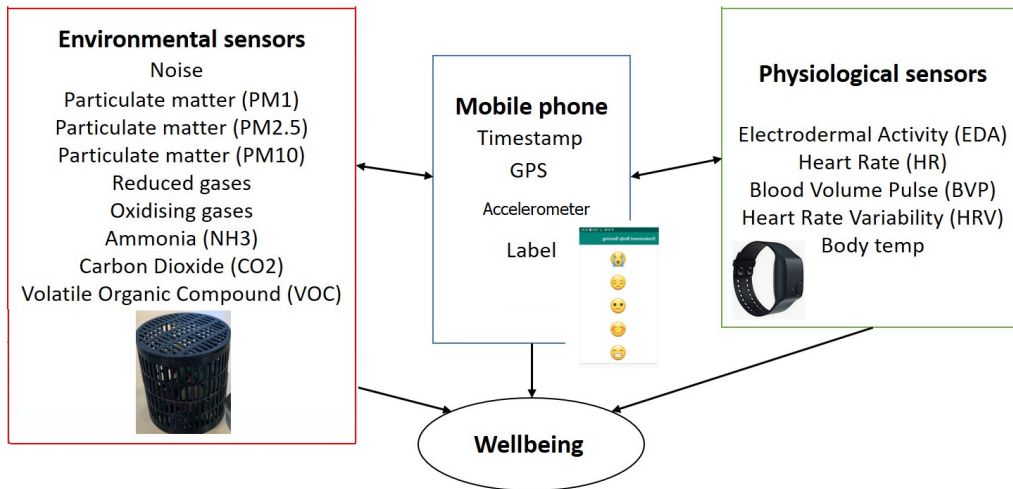 Environmental sensors
Noise
Particulate matter (PM1)
Particulate matter (PM2.5)
Particulate matter (PM10)
Reduced gases
Oxidising gases
Ammonia (NH3)
Carbon Dioxide (CO2)
Volatile Organic Compound (VOC)
Mobile phone
Timestamp
GPS
Accelerometer
Label
Physiological sensors
Electrodermal Activity (EDA)
Heart Rate (HR)
Blood Volume Pulse (BVP)
Heart Rate Variability (HRV)
Body temp
Wellbeing